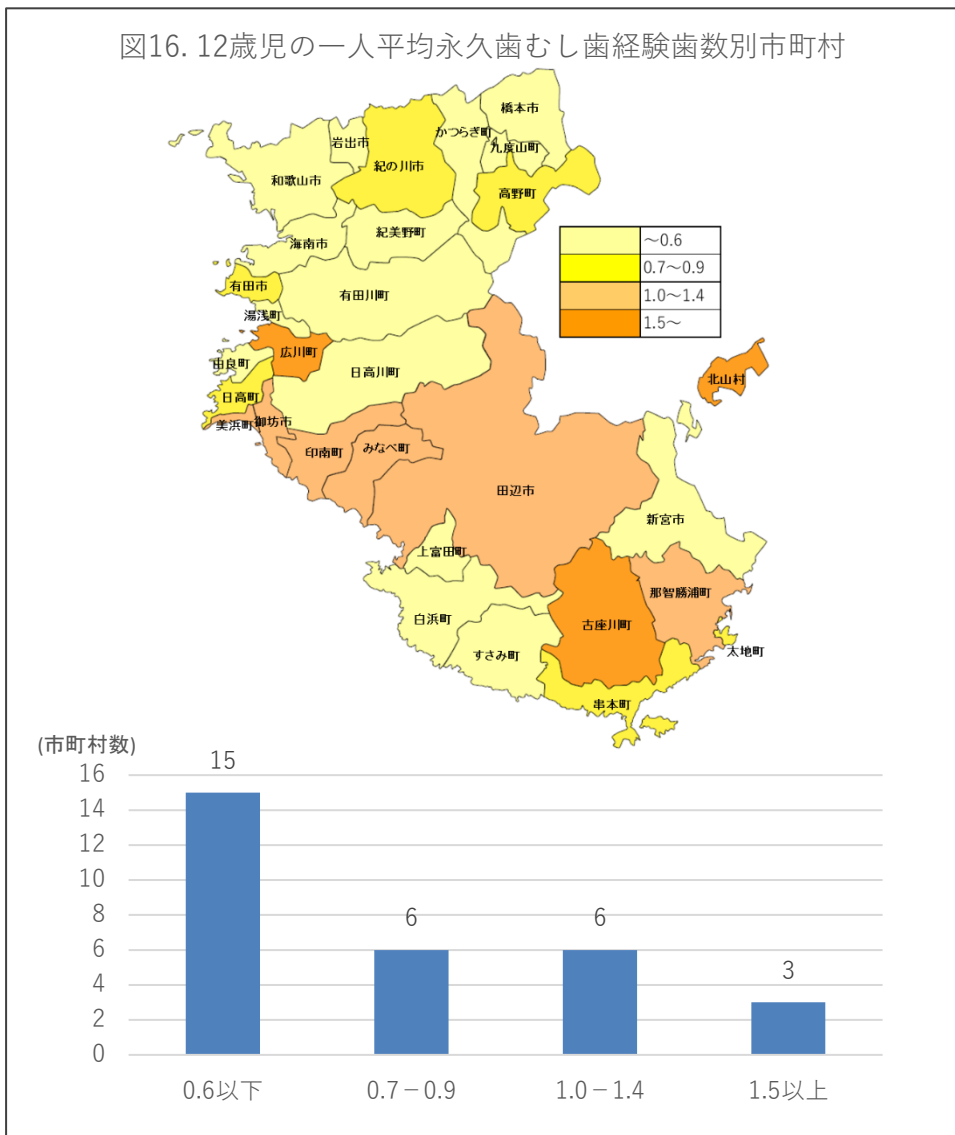 図16. 12歳児の一人平均永久歯むし歯経験歯数別市町村
橋本市
かつらぎ町
岩出市
九度山町
紀の川市
和歌山市
高野町
紀美野町
海南市
～0.6
0.7～0.9
1.0～1.4
1.5～
有田市
有田川町
湯浅町
広川町
由良町
日高川町
北山村
日高町
美浜町
御坊市
印南町
みなべ町
田辺市
新宮市
上富田町
那智勝浦町
白浜町
古座川町
すさみ町
太地町
串本町
(市町村数)
16
14
12
10
8
6
4
2
0
15
6
6
3
0.6以下
0.7－0.9
1.0－1.4
1.5以上